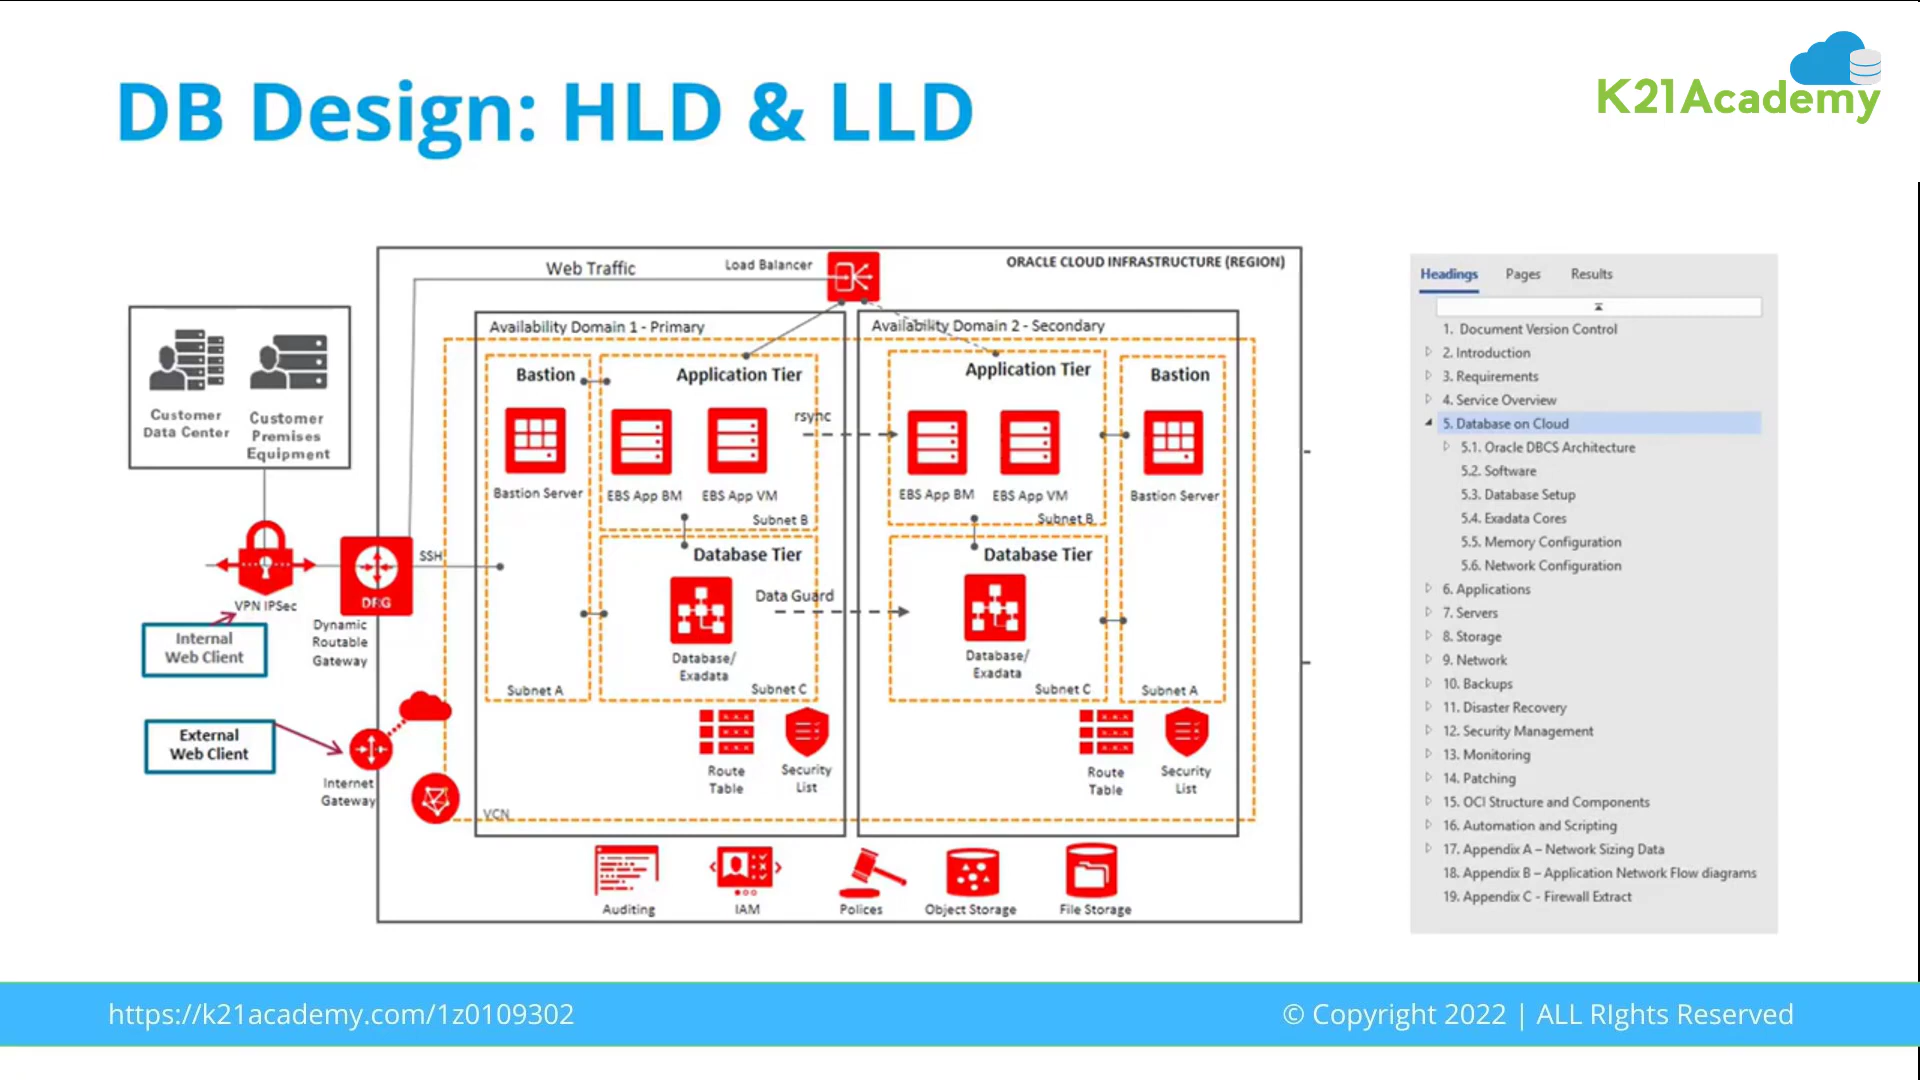 DB Design: HLD & LLD
K21Academy
ORACLE CLOUD INFRASTRUCTURE (REGION)
Web Traffic
Load Balancer
Availability Domain 1 - Primary
Availability Domain 2 - Secondary
Customer
Data Center
Customer
Premises
Equipment
Bastion
Application Tier
Application Tier
Bastion
rsync
Bastion Server
EBS App BM
EBS App VM
EBS App BM
EBS App VM
Bastion Server
Subnet B
Subnet B
SSH
Database Tier
Database Tier
Data Guard
DRG
VPN IPSec
Dynamic
Routable
Gateway
Internal
Web Client
Database/
Exadata
Database/
Exadata
Subnet A
Subnet C
Subnet C
Subnet A
External
Web Client
Internet
Gateway
Route
Table
Security
List
Route
Table
Security
List
VCN
Auditing
IAM
Polices
Object Storage
File Storage
Headings
Pages
Results
1. Document Version Control
2. Introduction
3. Requirements
4. Service Overview
5. Database on Cloud
5.1. Oracle DBCS Architecture
5.2. Software
5.3. Database Setup
5.4. Exadata Cores
5.5. Memory Configuration
5.6. Network Configuration
6. Applications
7. Servers
8. Storage
9. Network
10. Backups
11. Disaster Recovery
12. Security Management
13. Monitoring
14. Patching
15. OCI Structure and Components
16. Automation and Scripting
17. Appendix A – Network Sizing Data
18. Appendix B – Application Network Flow diagrams
19. Appendix C - Firewall Extract
https://k21academy.com/1z0109302
© Copyright 2022 | ALL RIghts Reserved